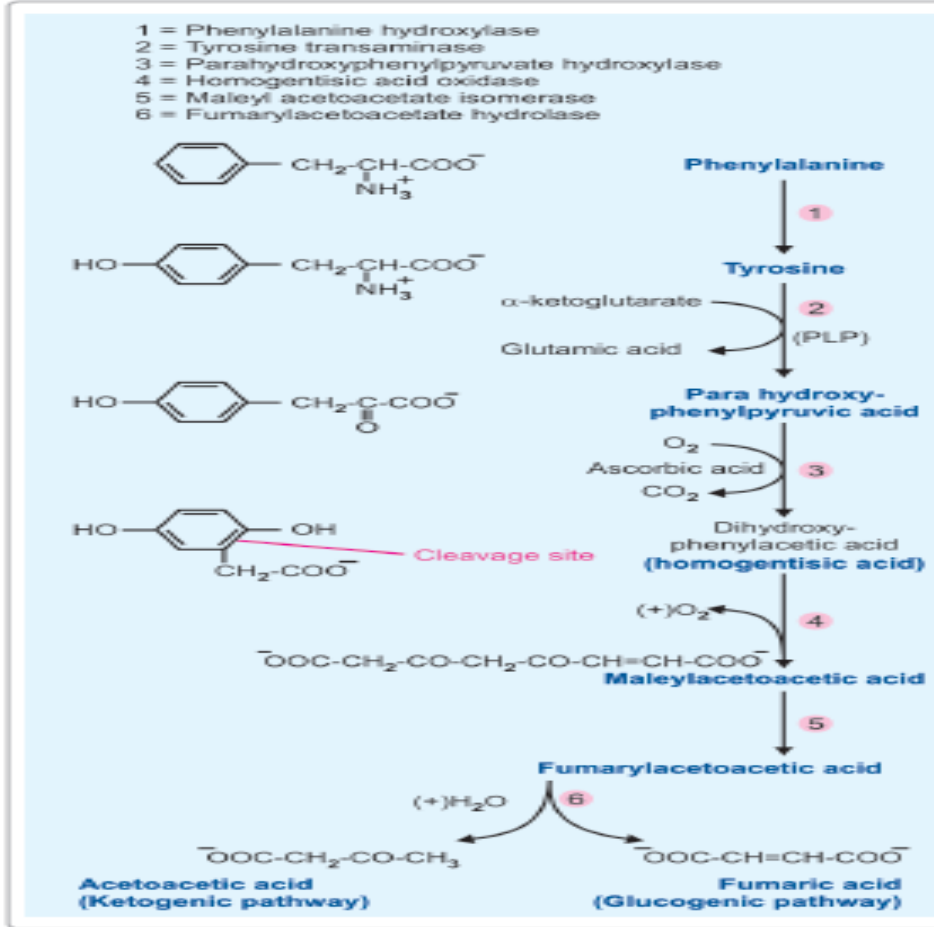 1 = Phenylalanine hydroxylase
2 = Tyrosine transaminase
3 = Parahydroxyphenylpyruvate hydroxylase
4 = Homogentisic acid oxidase
5 = Maleyl acetoacetate isomerase
6 = Fumarylacetoacetate hydrolase
CH₂-CH-COO⁻
NH₃⁺
Phenylalanine
1
HO
CH₂-CH-COO⁻
NH₃⁺
Tyrosine
α-ketoglutarate
2
(PLP)
Glutamic acid
HO
CH₂-C-COO⁻
O
Para hydroxy-
phenylpyruvic acid
O₂
Ascorbic acid
3
CO₂
HO
OH
CH₂-COO⁻
Cleavage site
Dihydroxy-
phenylacetic acid
(homogentisic acid)
(+)O₂
4
⁻OOC-CH₂-CO-CH₂-CO-CH=CH-COO⁻
Maleylacetoacetic acid
5
Fumarylacetoacetic acid
(+)H₂O
6
⁻OOC-CH₂-CO-CH₃
⁻OOC-CH=CH-COO⁻
Acetoacetic acid
(Ketogenic pathway)
Fumaric acid
(Glucogenic pathway)